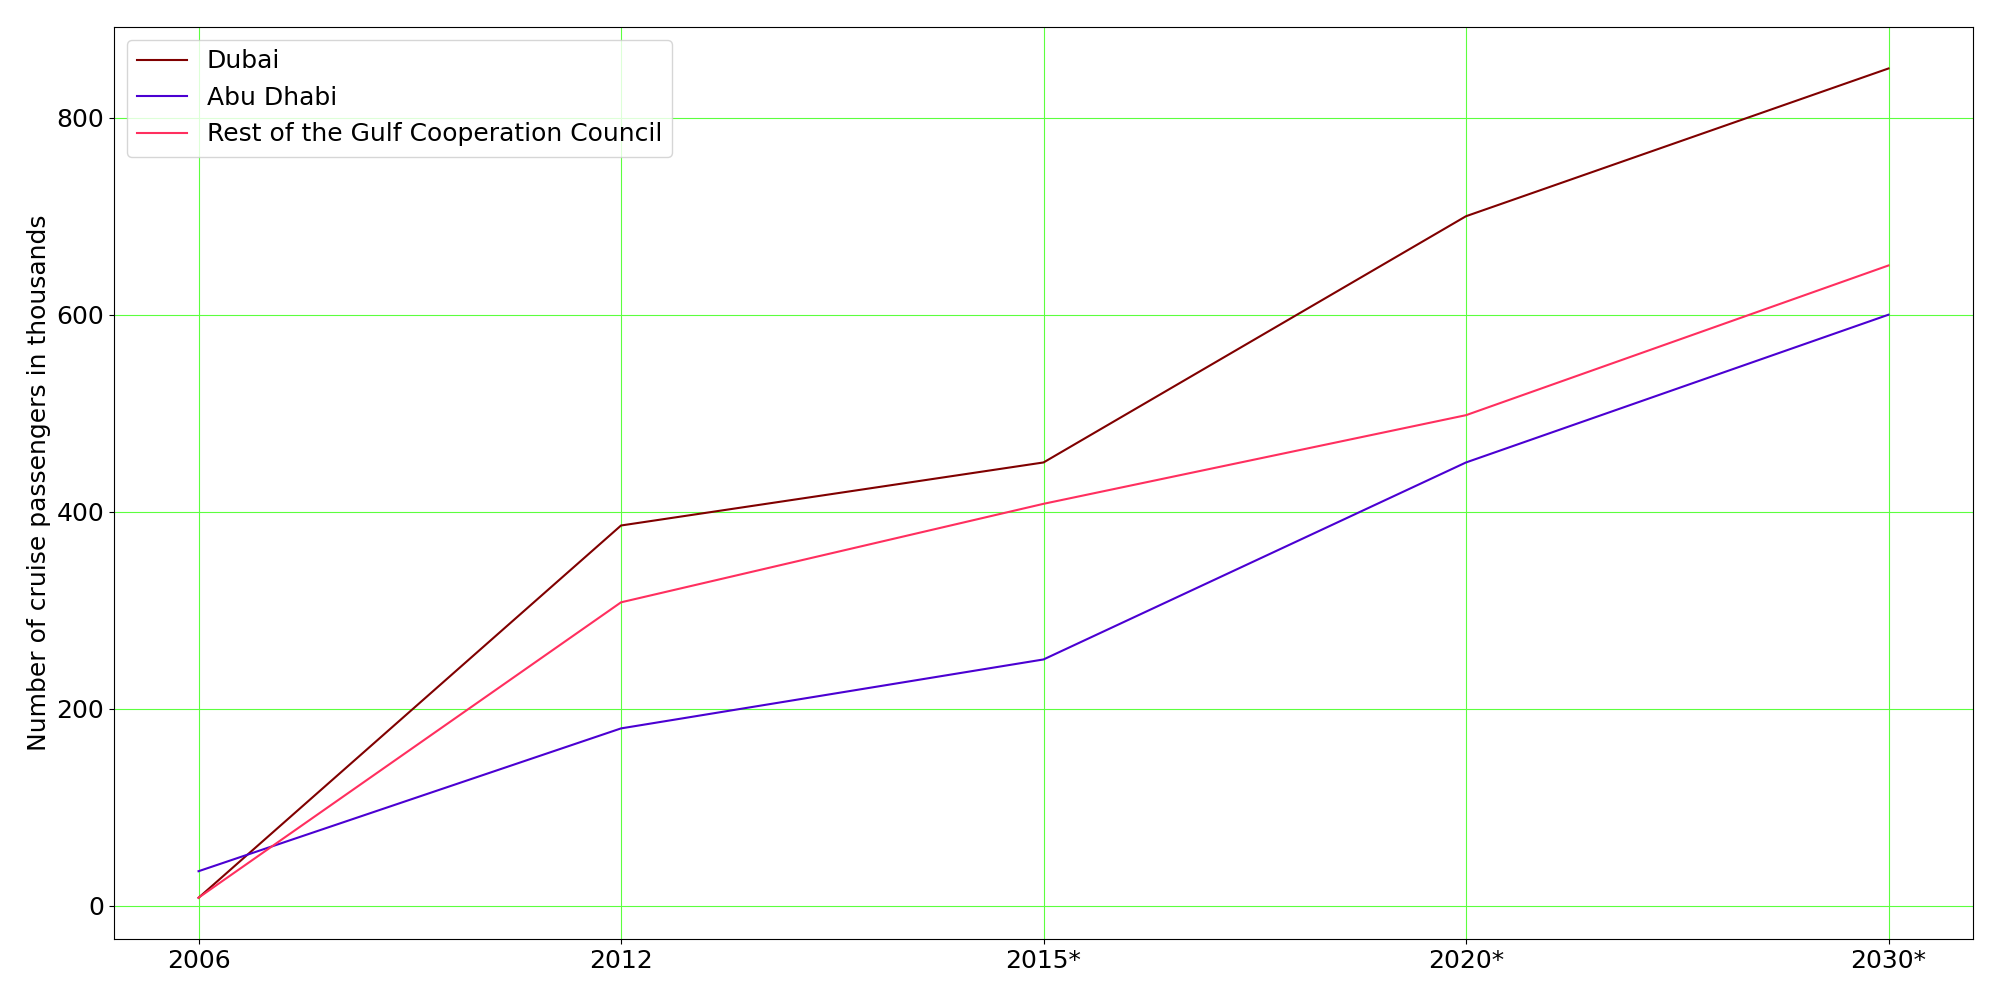 Dubai
Abu Dhabi
Rest of the Gulf Cooperation Council
Number of cruise passengers in thousands
800
600
400
200
0
2006 2012 2015* 2020* 2030*